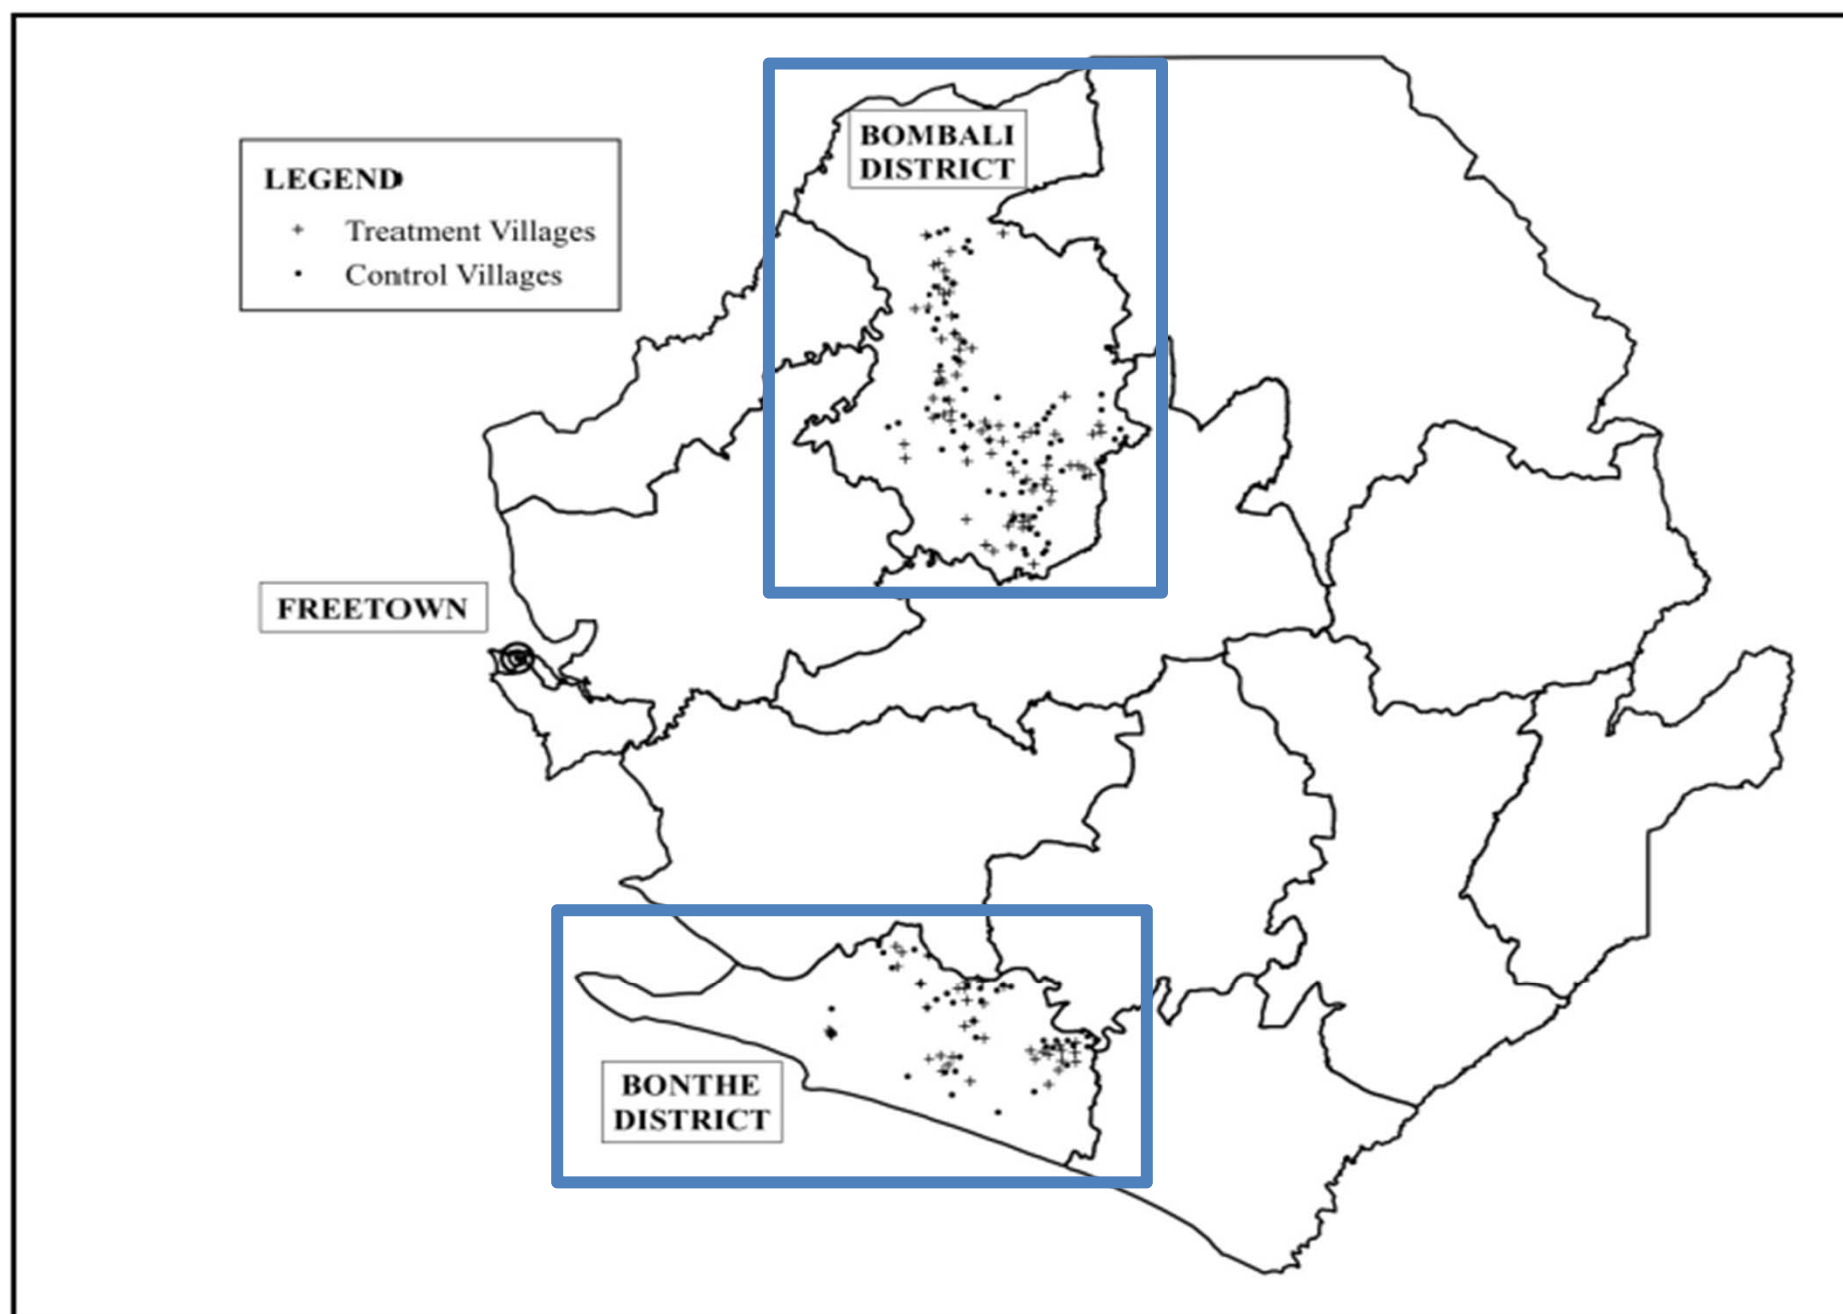 BOMBALI
DISTRICT
LEGEND
Treatment Villages
Control Villages
FREETOWN
BONTHE
DISTRICT